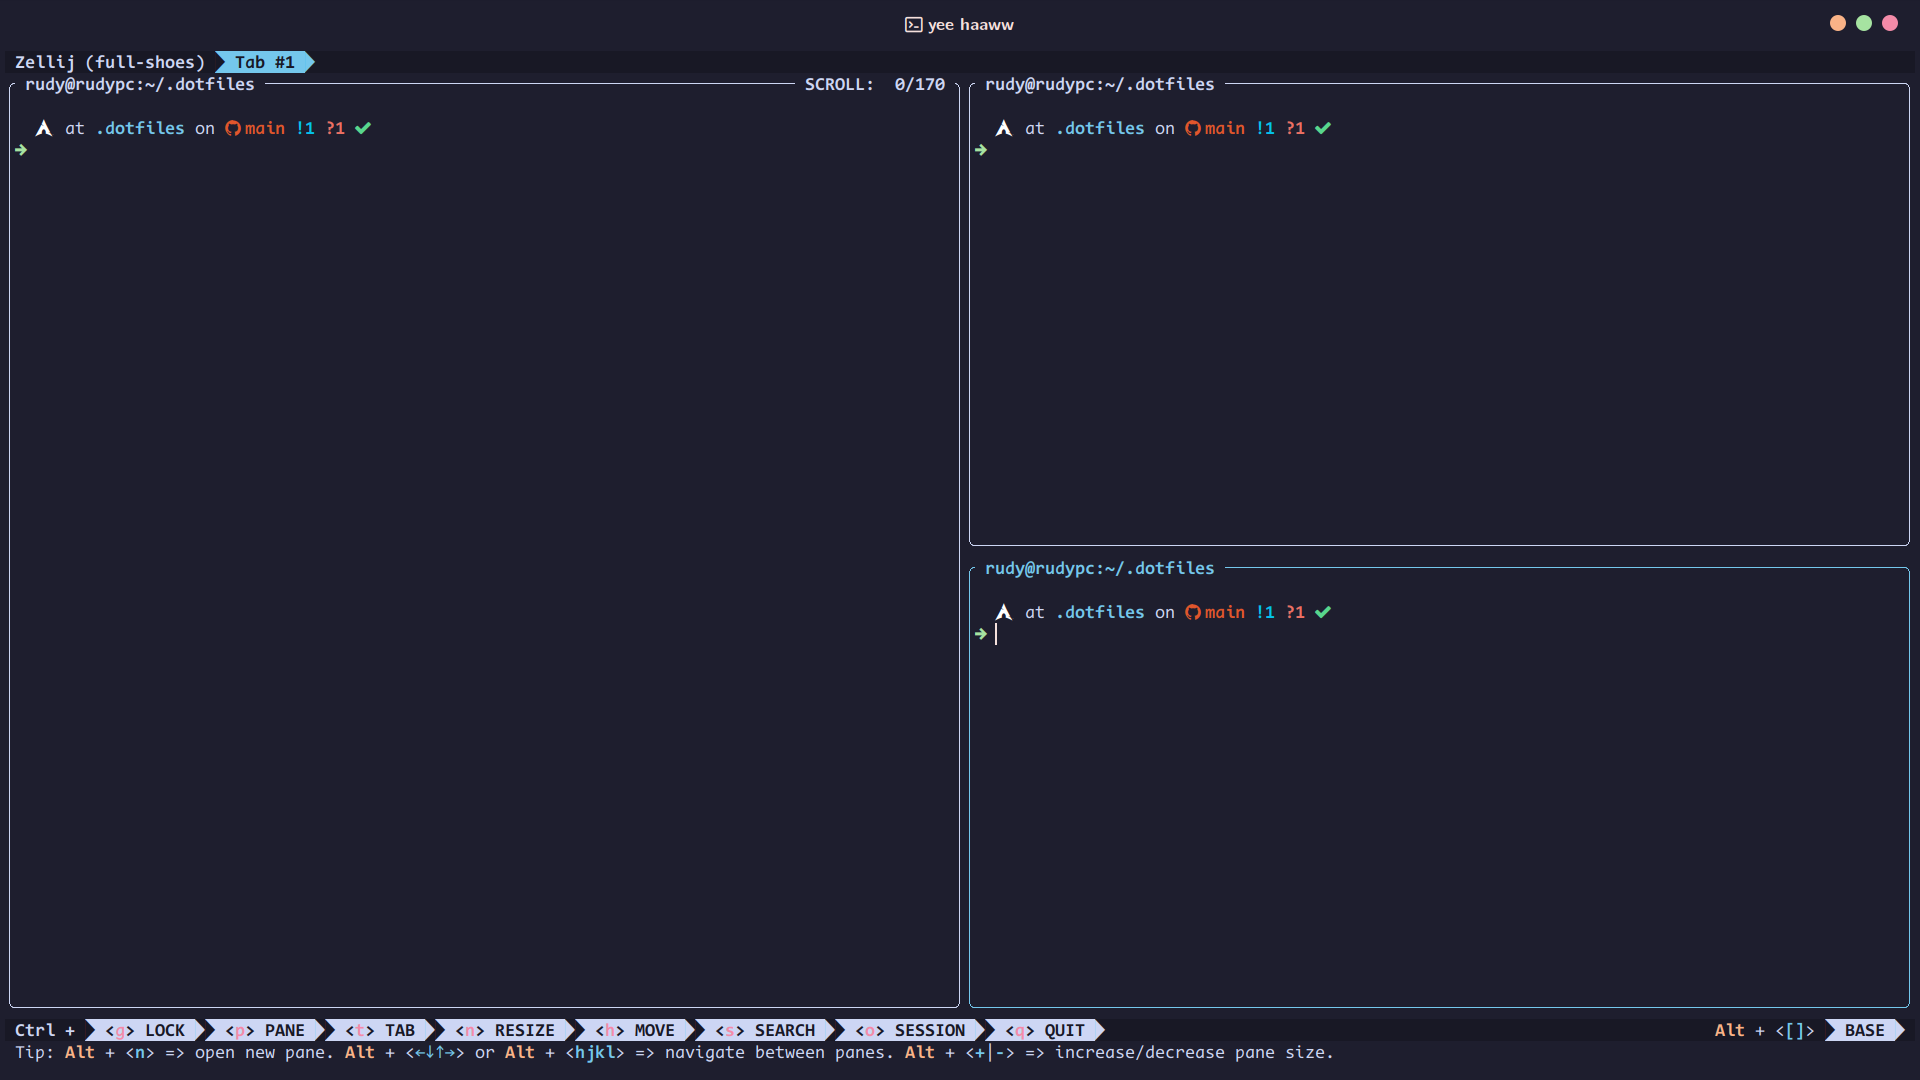 yee haaww
Zellij (full-shoes) Tab #1
rudy@rudypc:~/.dotfiles SCROLL: 0/170
at .dotfiles on main !1 ?1 ✔
➜
rudy@rudypc:~/.dotfiles
at .dotfiles on main !1 ?1 ✔
➜
rudy@rudypc:~/.dotfiles
at .dotfiles on main !1 ?1 ✔
➜
Ctrl + <g> LOCK <p> PANE <t> TAB <n> RESIZE <h> MOVE <s> SEARCH <o> SESSION <q> QUIT Alt + <[]> BASE
Tip: Alt + <n> => open new pane. Alt + <←↓↑→> or Alt + <hjkl> => navigate between panes. Alt + <+|-> => increase/decrease pane size.